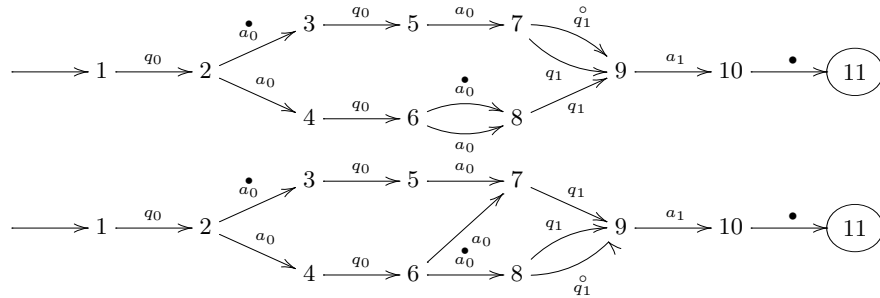 • q0 q0 ∘
a0 3 5 a0 7 q1
1 q0 2 9 a1 10 • 11
a0 • q1
a0
4 q0 6 8 q1
a0
• q0 a0
a0 3 5 7 q1
1 q0 2 9 a1 10 • 11
a0 a0 q1
•
4 q0 6 a0 8 ∘
q1